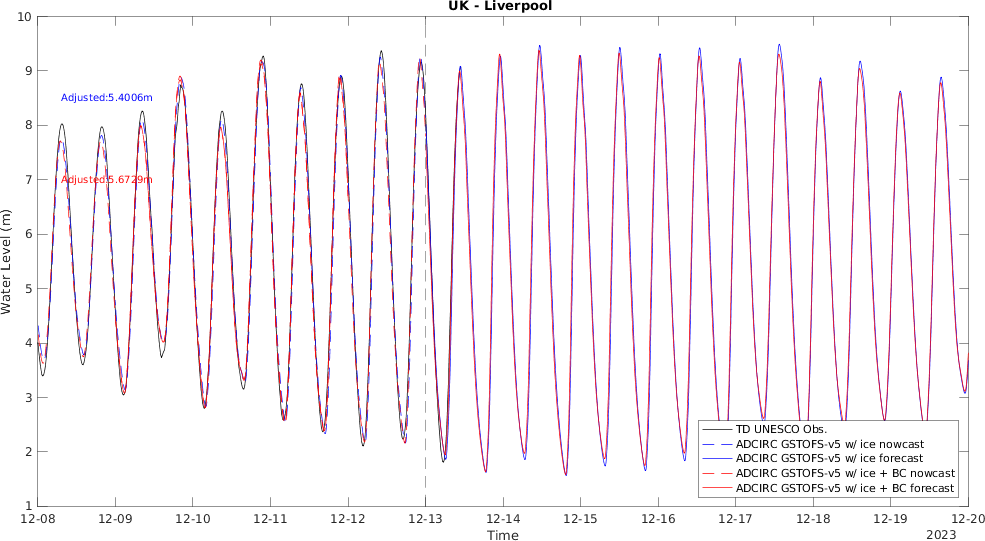 UK - Liverpool
10
9
8
7
6
5
4
3
2
1
Water Level (m)
Adjusted:5.4006m
Adjusted:5.6729m
TD UNESCO Obs.
ADCIRC GSTOFS-v5 w/ ice nowcast
ADCIRC GSTOFS-v5 w/ ice forecast
ADCIRC GSTOFS-v5 w/ ice + BC nowcast
ADCIRC GSTOFS-v5 w/ ice + BC forecast
12-08 12-09 12-10 12-11 12-12 12-13 12-14 12-15 12-16 12-17 12-18 12-19 12-20
Time
2023